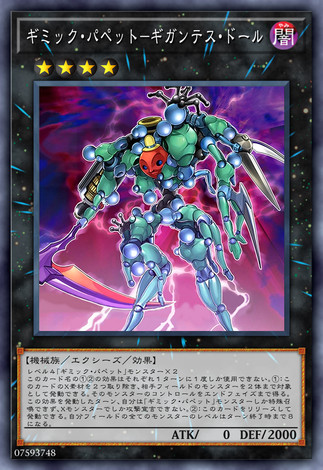 ギミック・パペット－ギガンテス・ドール
闇
やみ
【機械族／エクシーズ／効果】
レベル４「ギミック・パペット」モンスター×２
このカード名の①②の効果はそれぞれ１ターンに１度しか使用できない。①：こ
のカードのX素材を２つ取り除き、相手フィールドのモンスターを２体まで対象
として発動できる。そのモンスターのコントロールをエンドフェイズまで得る。
この効果を発動したターン、自分は「ギミック・パペット」モンスターしか特殊召
喚できず、Xモンスターでしか攻撃宣言できない。②：このカードをリリースして
発動できる。自分フィールドの全てのモンスターのレベルはターン終了時まで８
になる。
ATK/ 0 DEF/2000
07593748